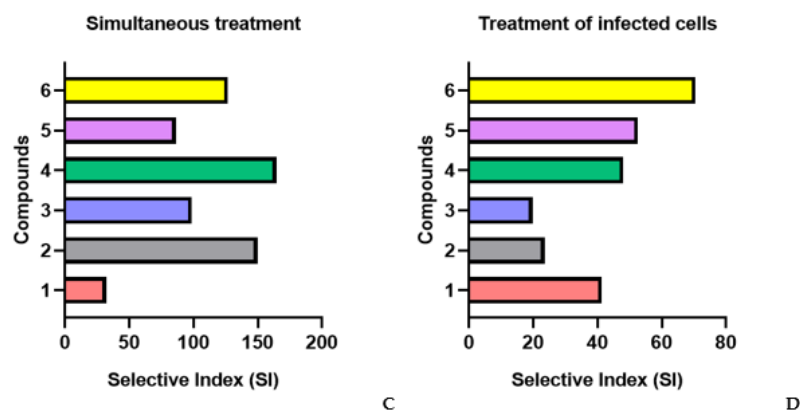 Simultaneous treatment
Compounds
6
5
4
3
2
1
0 50 100 150 200
Selective Index (SI)
C
Treatment of infected cells
Compounds
6
5
4
3
2
1
0 20 40 60 80
Selective Index (SI)
D